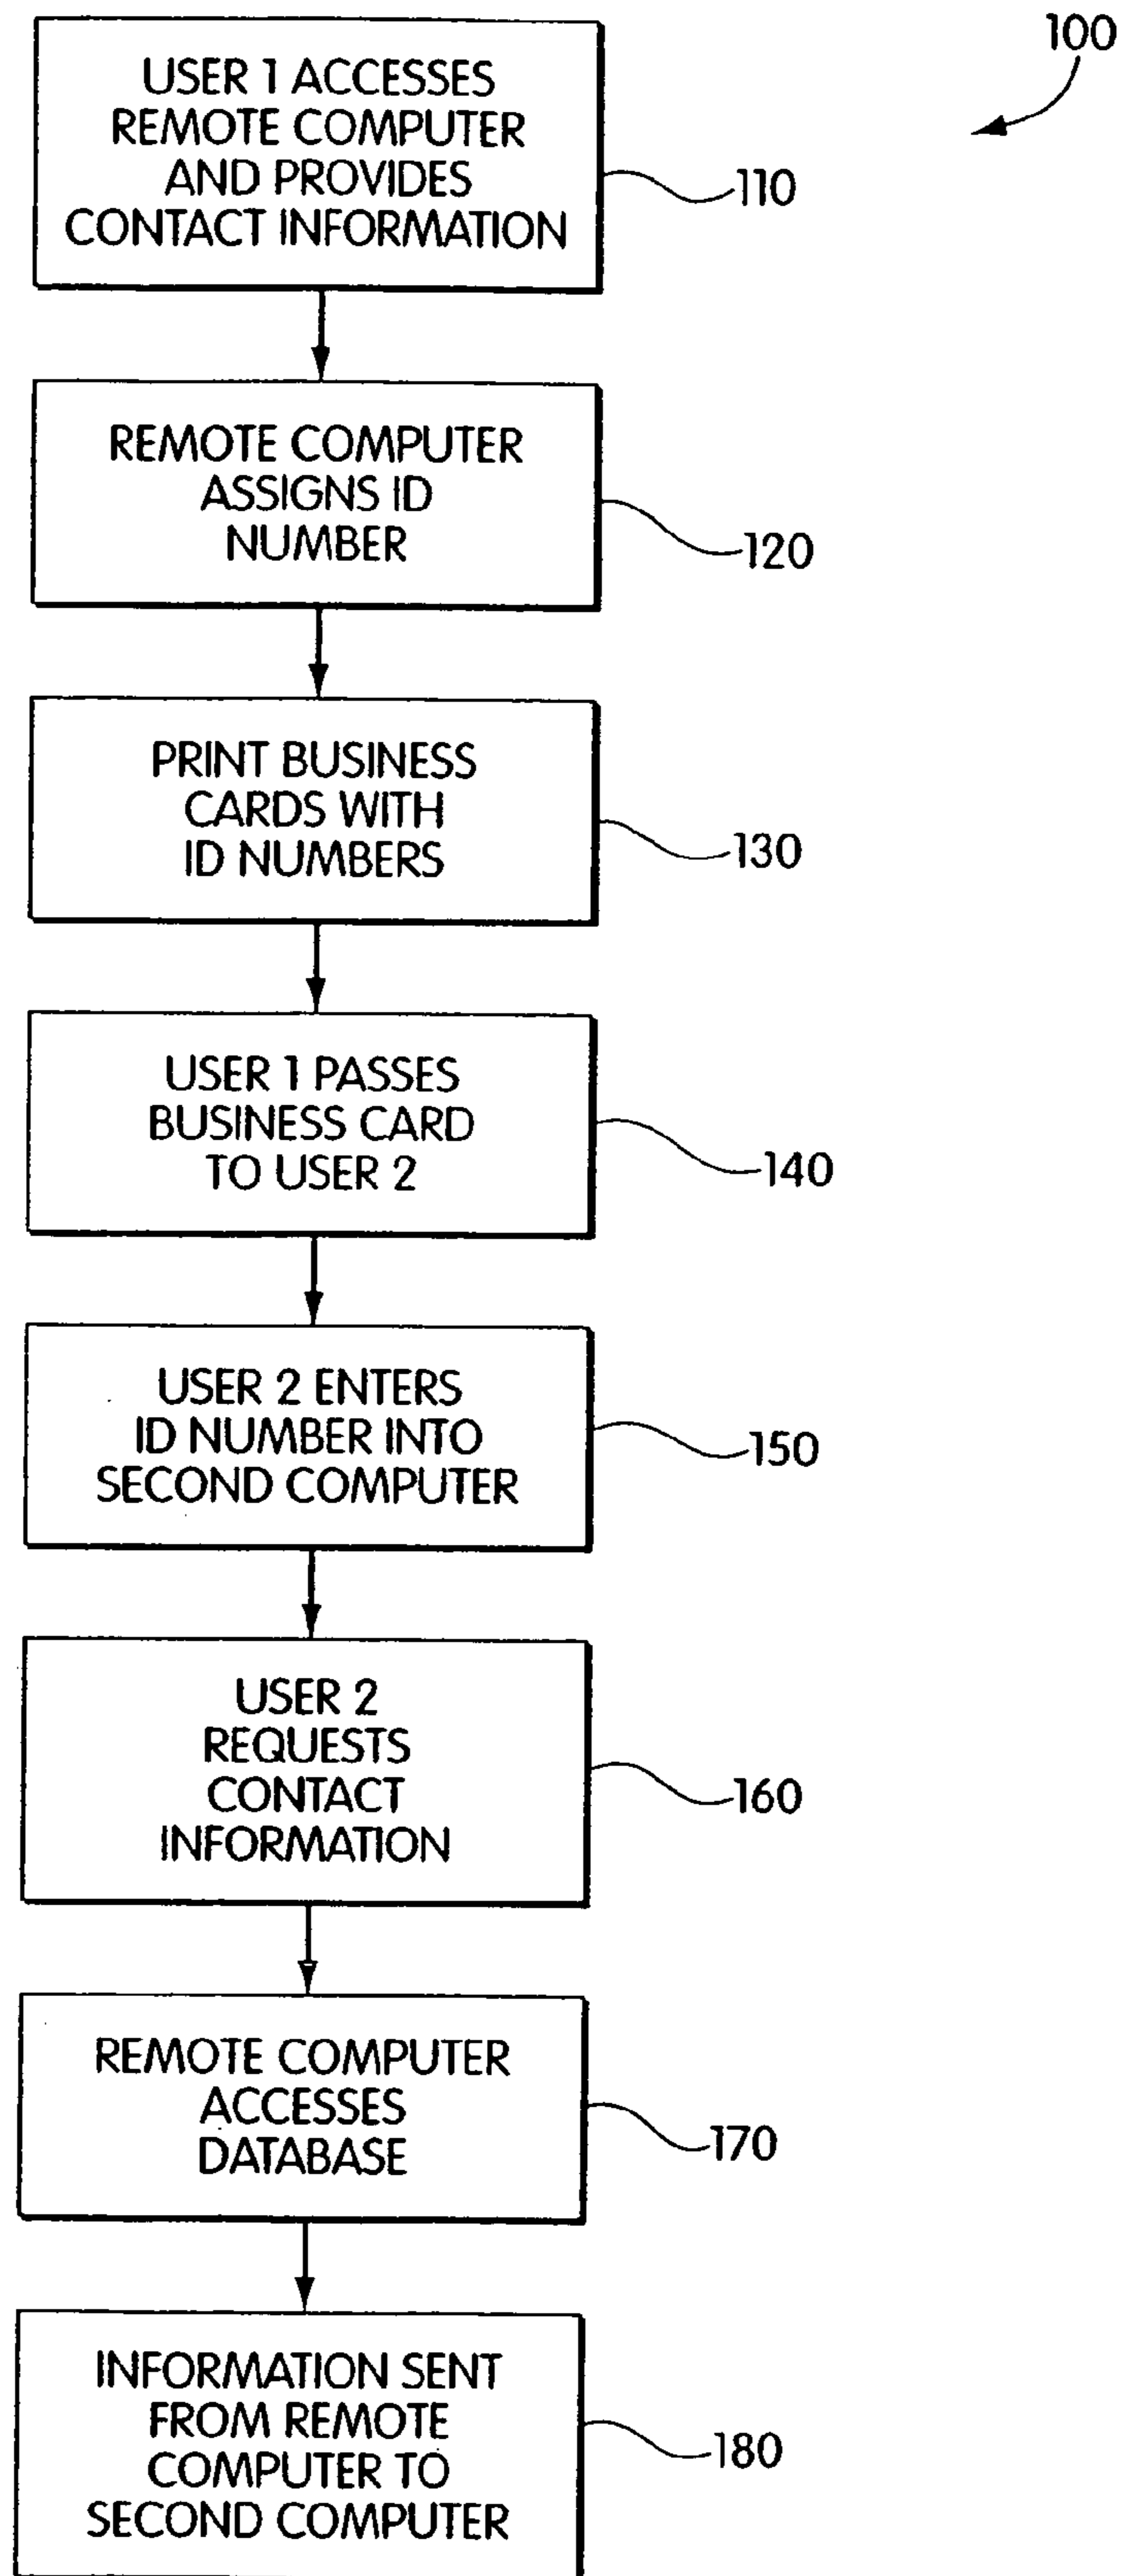 100
USER 1 ACCESSES
REMOTE COMPUTER
AND PROVIDES
CONTACT INFORMATION
110
REMOTE COMPUTER
ASSIGNS ID
NUMBER
120
PRINT BUSINESS
CARDS WITH
ID NUMBERS
130
USER 1 PASSES
BUSINESS CARD
TO USER 2
140
USER 2 ENTERS
ID NUMBER INTO
SECOND COMPUTER
150
USER 2
REQUESTS
CONTACT
INFORMATION
160
REMOTE COMPUTER
ACCESSES
DATABASE
170
INFORMATION SENT
FROM REMOTE
COMPUTER TO
SECOND COMPUTER
180